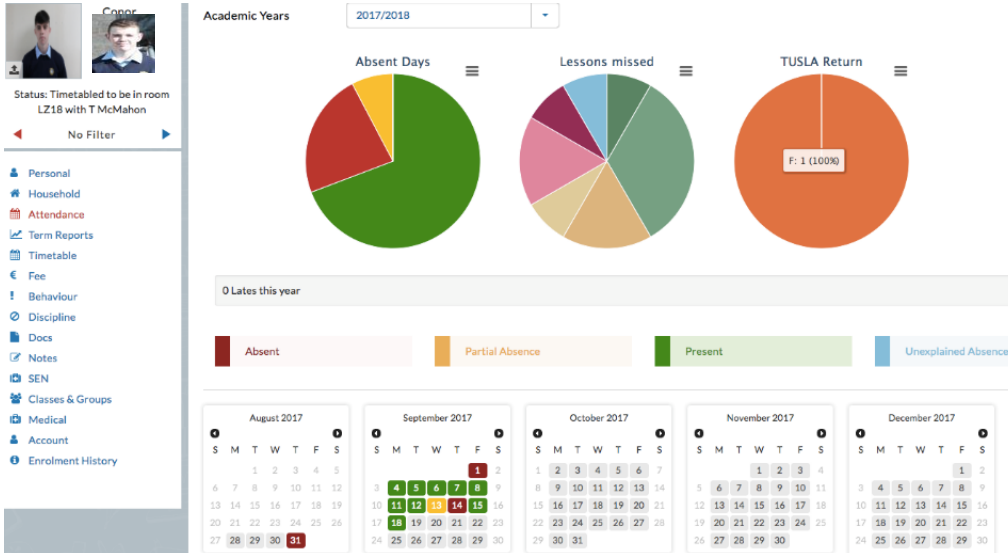 Conor
Status: Timetabled to be in room
LZ18 with T McMahon
No Filter
Personal
Household
Attendance
Term Reports
Timetable
€ Fee
! Behaviour
Discipline
Docs
Notes
SEN
Classes & Groups
Medical
Account
Enrolment History
Academic Years 2017/2018
Absent Days Lessons missed TUSLA Return
F: 1 (100%)
0 Lates this year
Absent Partial Absence Present Unexplained Absence
August 2017
S M T W T F S
1 2 3 4 5
6 7 8 9 10 11 12
13 14 15 16 17 18 19
20 21 22 23 24 25 26
27 28 29 30 31
September 2017
S M T W T F S
1 2
3 4 5 6 7 8 9
10 11 12 13 14 15 16
17 18 19 20 21 22 23
24 25 26 27 28 29 30
October 2017
S M T W T F S
1 2 3 4 5 6 7
8 9 10 11 12 13 14
15 16 17 18 19 20 21
22 23 24 25 26 27 28
29 30 31
November 2017
S M T W T F S
1 2 3 4
5 6 7 8 9 10 11
12 13 14 15 16 17 18
19 20 21 22 23 24 25
26 27 28 29 30
December 2017
S M T W T F S
1 2
3 4 5 6 7 8 9
10 11 12 13 14 15 16
17 18 19 20 21 22 23
24 25 26 27 28 29 30